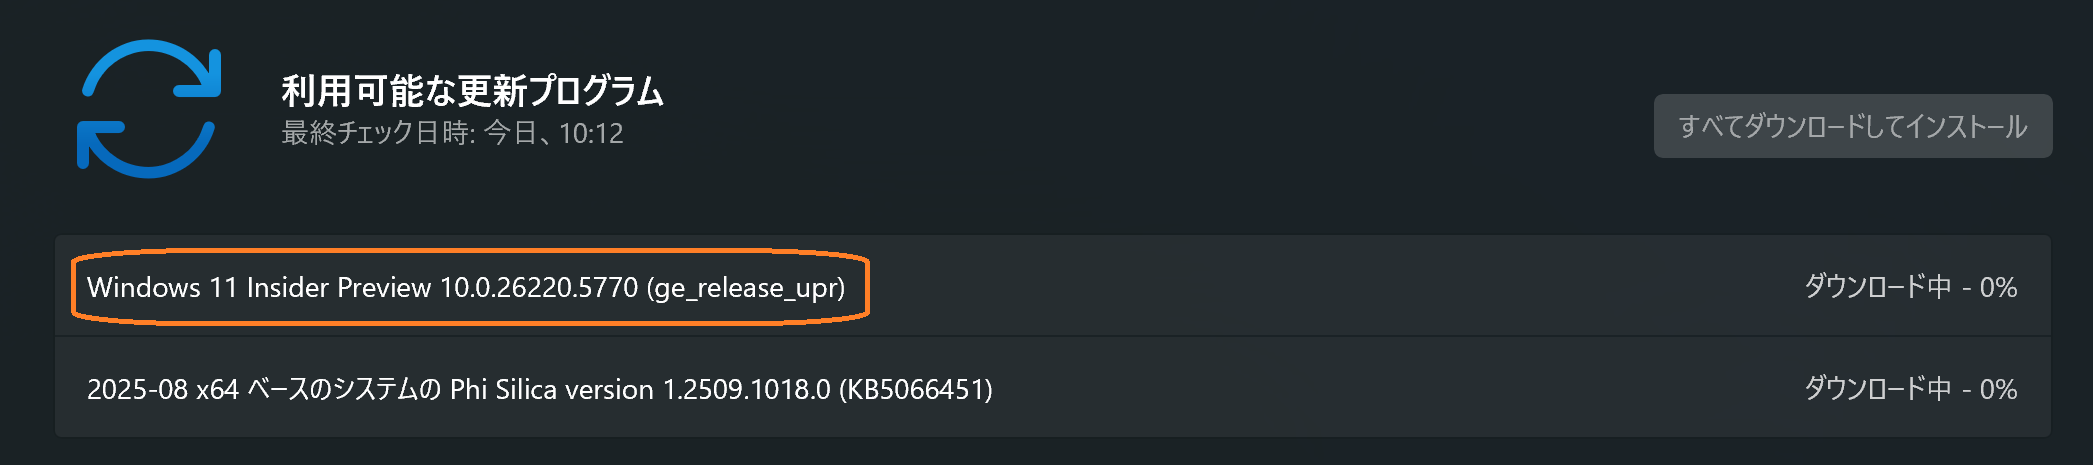 利用可能な更新プログラム
最終チェック日時: 今日、10:12
すべてダウンロードしてインストール
Windows 11 Insider Preview 10.0.26220.5770 (ge_release_upr)
ダウンロード中 - 0%
2025-08 x64 ベースのシステムの Phi Silica version 1.2509.1018.0 (KB5066451)
ダウンロード中 - 0%